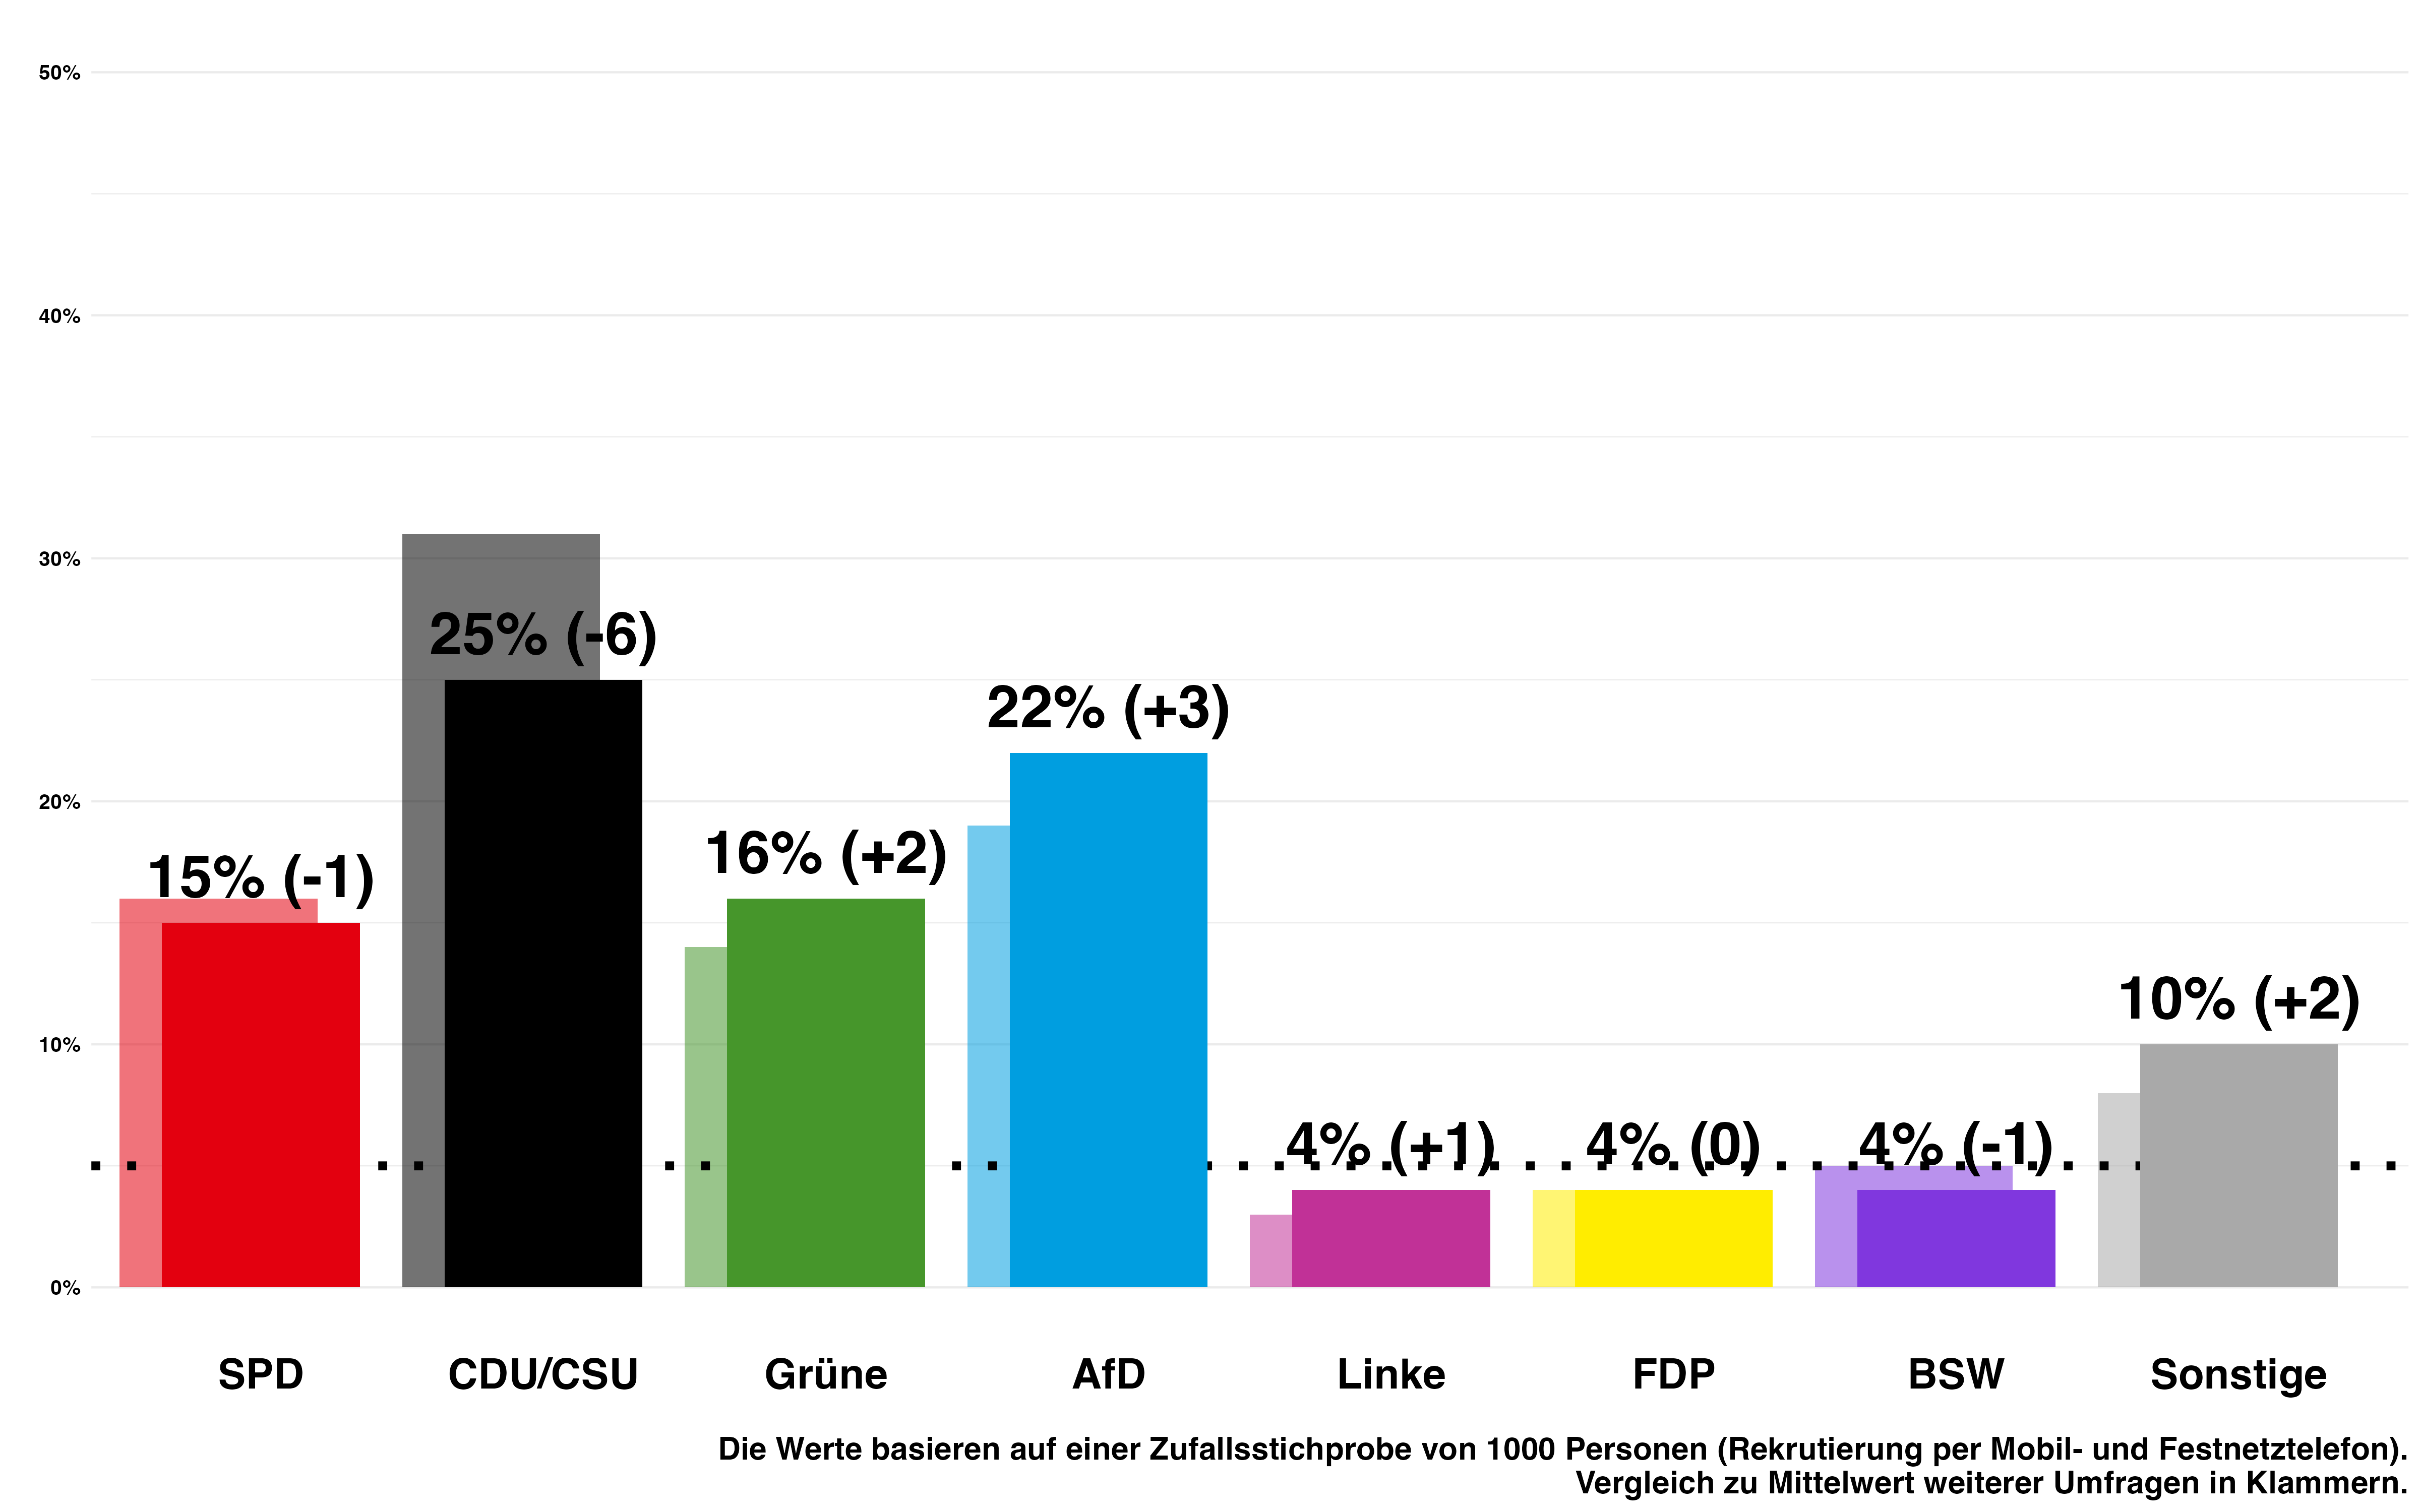 50%
40%
30%
20%
10%
0%
15% (-1)
25% (-6)
16% (+2)
22% (+3)
4% (+1)
4% (0)
4% (-1)
10% (+2)
SPD
CDU/CSU
Grüne
AfD
Linke
FDP
BSW
Sonstige
Die Werte basieren auf einer Zufallsstichprobe von 1000 Personen (Rekrutierung per Mobil- und Festnetztelefon).
Vergleich zu Mittelwert weiterer Umfragen in Klammern.